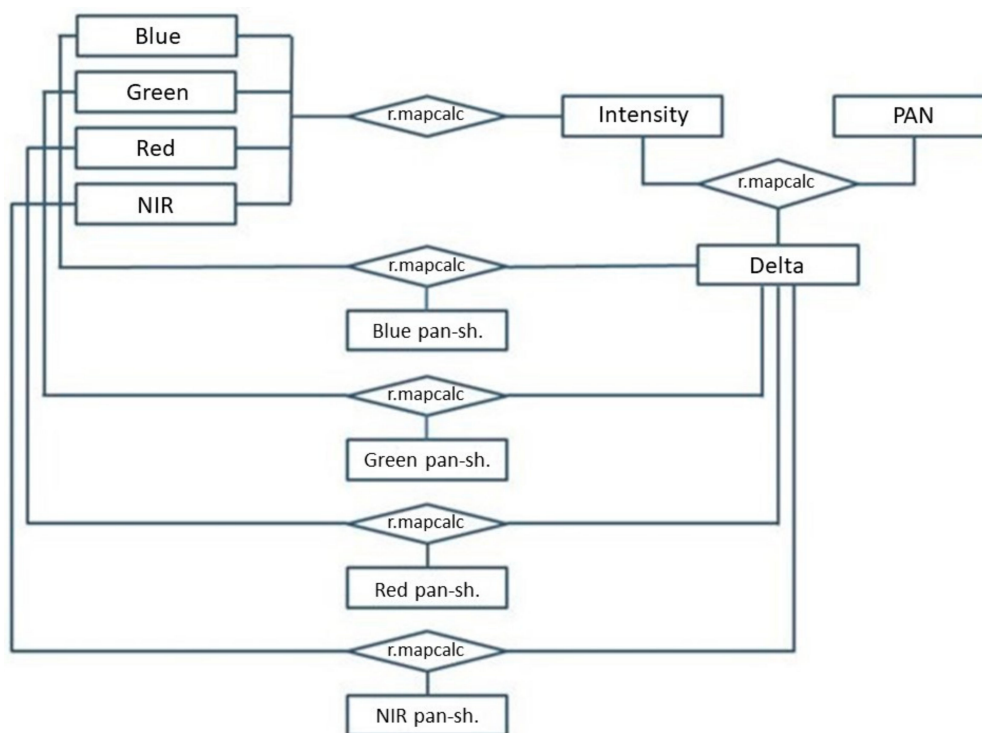 Blue
Green
Red
NIR
r.mapcalc
Intensity
PAN
r.mapcalc
Delta
r.mapcalc
Blue pan-sh.
r.mapcalc
Green pan-sh.
r.mapcalc
Red pan-sh.
r.mapcalc
NIR pan-sh.